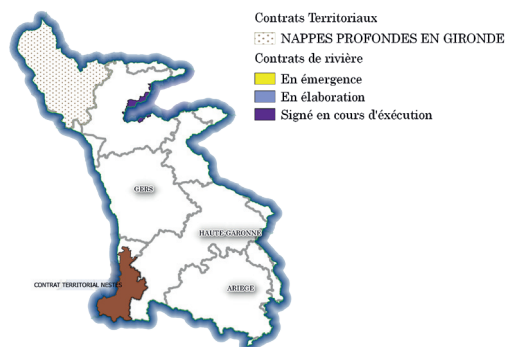 Contrats Territoriaux
NAPPES PROFONDES EN GIRONDE
Contrats de rivière
En émergence
En élaboration
Signé en cours d'éxécution
GERS
HAUTE-GARONNE
CONTRAT TERRITORIAL NESTES
ARIEGE